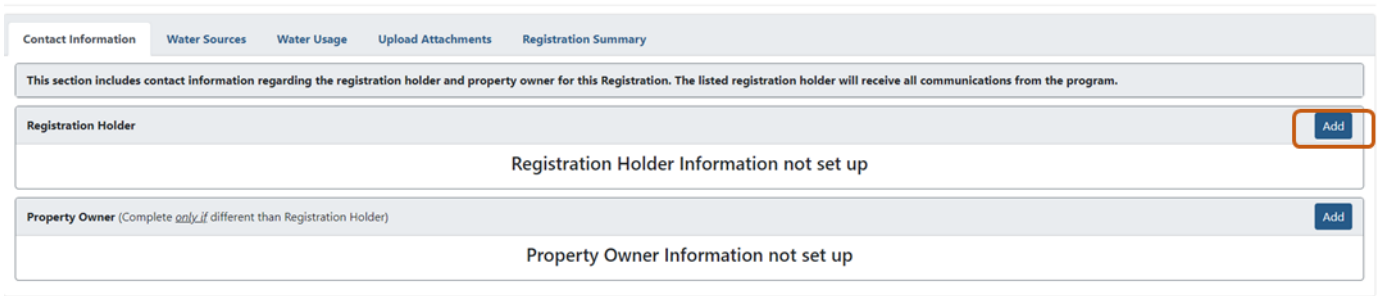 Contact Information Water Sources Water Usage Upload Attachments Registration Summary
This section includes contact information regarding the registration holder and property owner for this Registration. The listed registration holder will receive all communications from the program.
Registration Holder Add
Registration Holder Information not set up
Property Owner (Complete only if different than Registration Holder) Add
Property Owner Information not set up